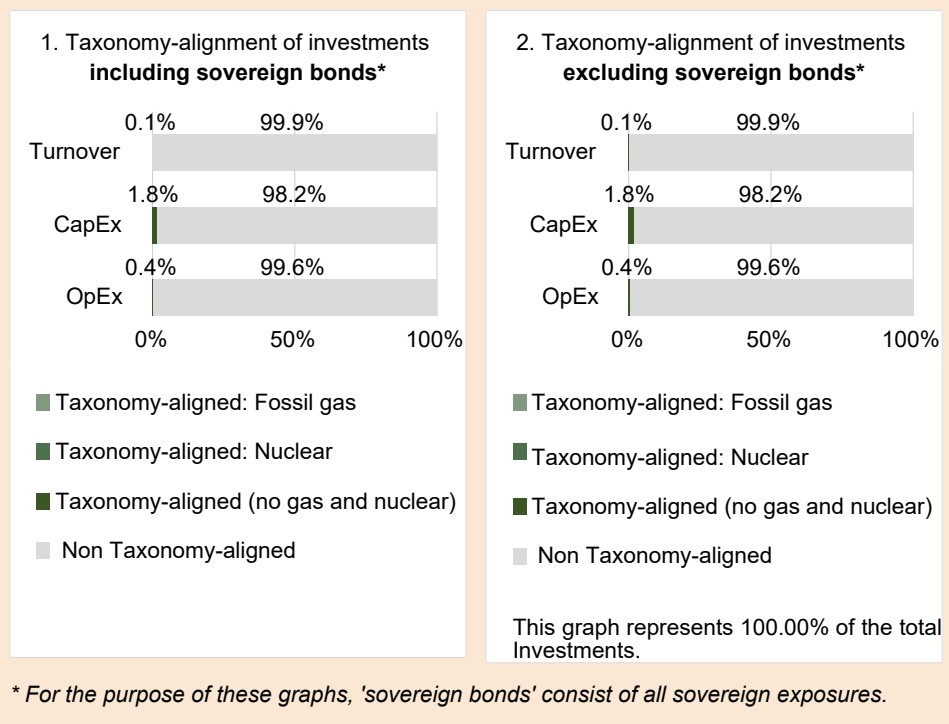 1. Taxonomy-alignment of investments
including sovereign bonds*
0.1% 99.9%
Turnover
1.8% 98.2%
CapEx
0.4% 99.6%
OpEx
0% 50% 100%
Taxonomy-aligned: Fossil gas
Taxonomy-aligned: Nuclear
Taxonomy-aligned (no gas and nuclear)
Non Taxonomy-aligned
2. Taxonomy-alignment of investments
excluding sovereign bonds*
0.1% 99.9%
Turnover
1.8% 98.2%
CapEx
0.4% 99.6%
OpEx
0% 50% 100%
Taxonomy-aligned: Fossil gas
Taxonomy-aligned: Nuclear
Taxonomy-aligned (no gas and nuclear)
Non Taxonomy-aligned
This graph represents 100.00% of the total
Investments.
* For the purpose of these graphs, 'sovereign bonds' consist of all sovereign exposures.